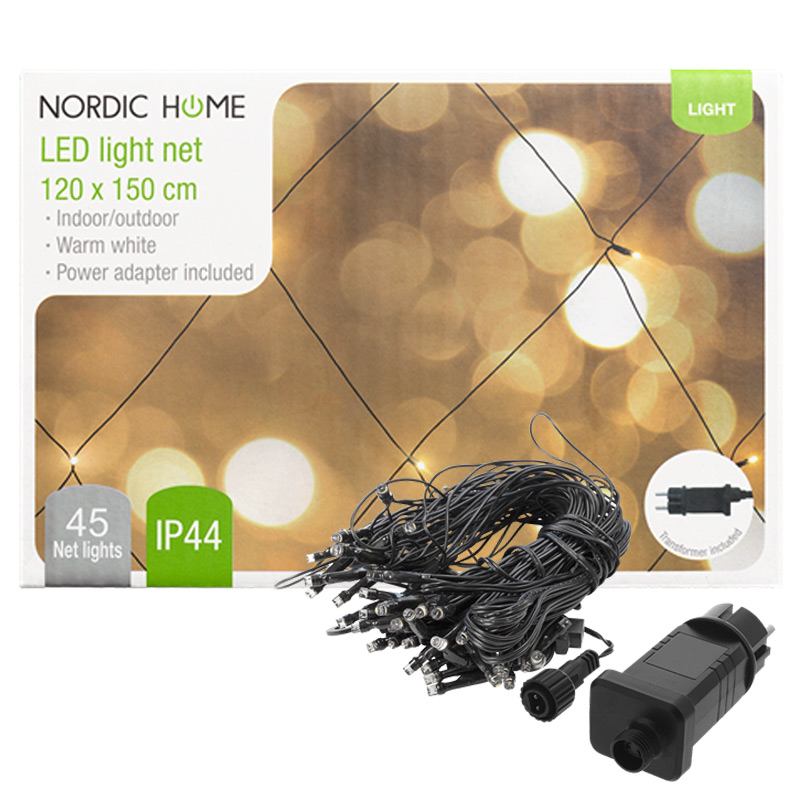 NORDIC HOME
LED light net
120 x 150 cm
· Indoor/outdoor
· Warm white
· Power adapter included
LIGHT
45
Net lights
IP44
Transformer included